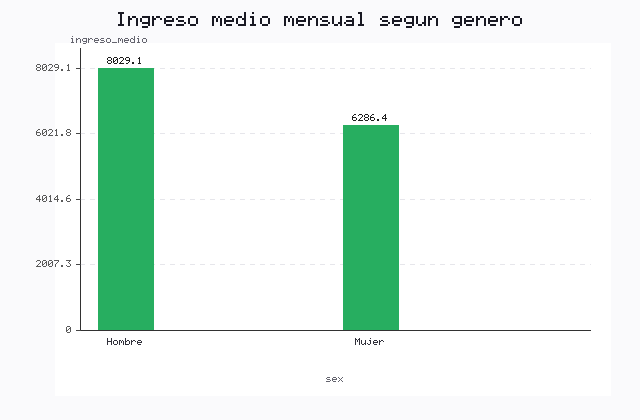 Ingreso medio mensual segun genero
ingreso_medio
8029.1
8029.1
6286.4
6021.8
4014.6
2007.3
0
Hombre
Mujer
sex